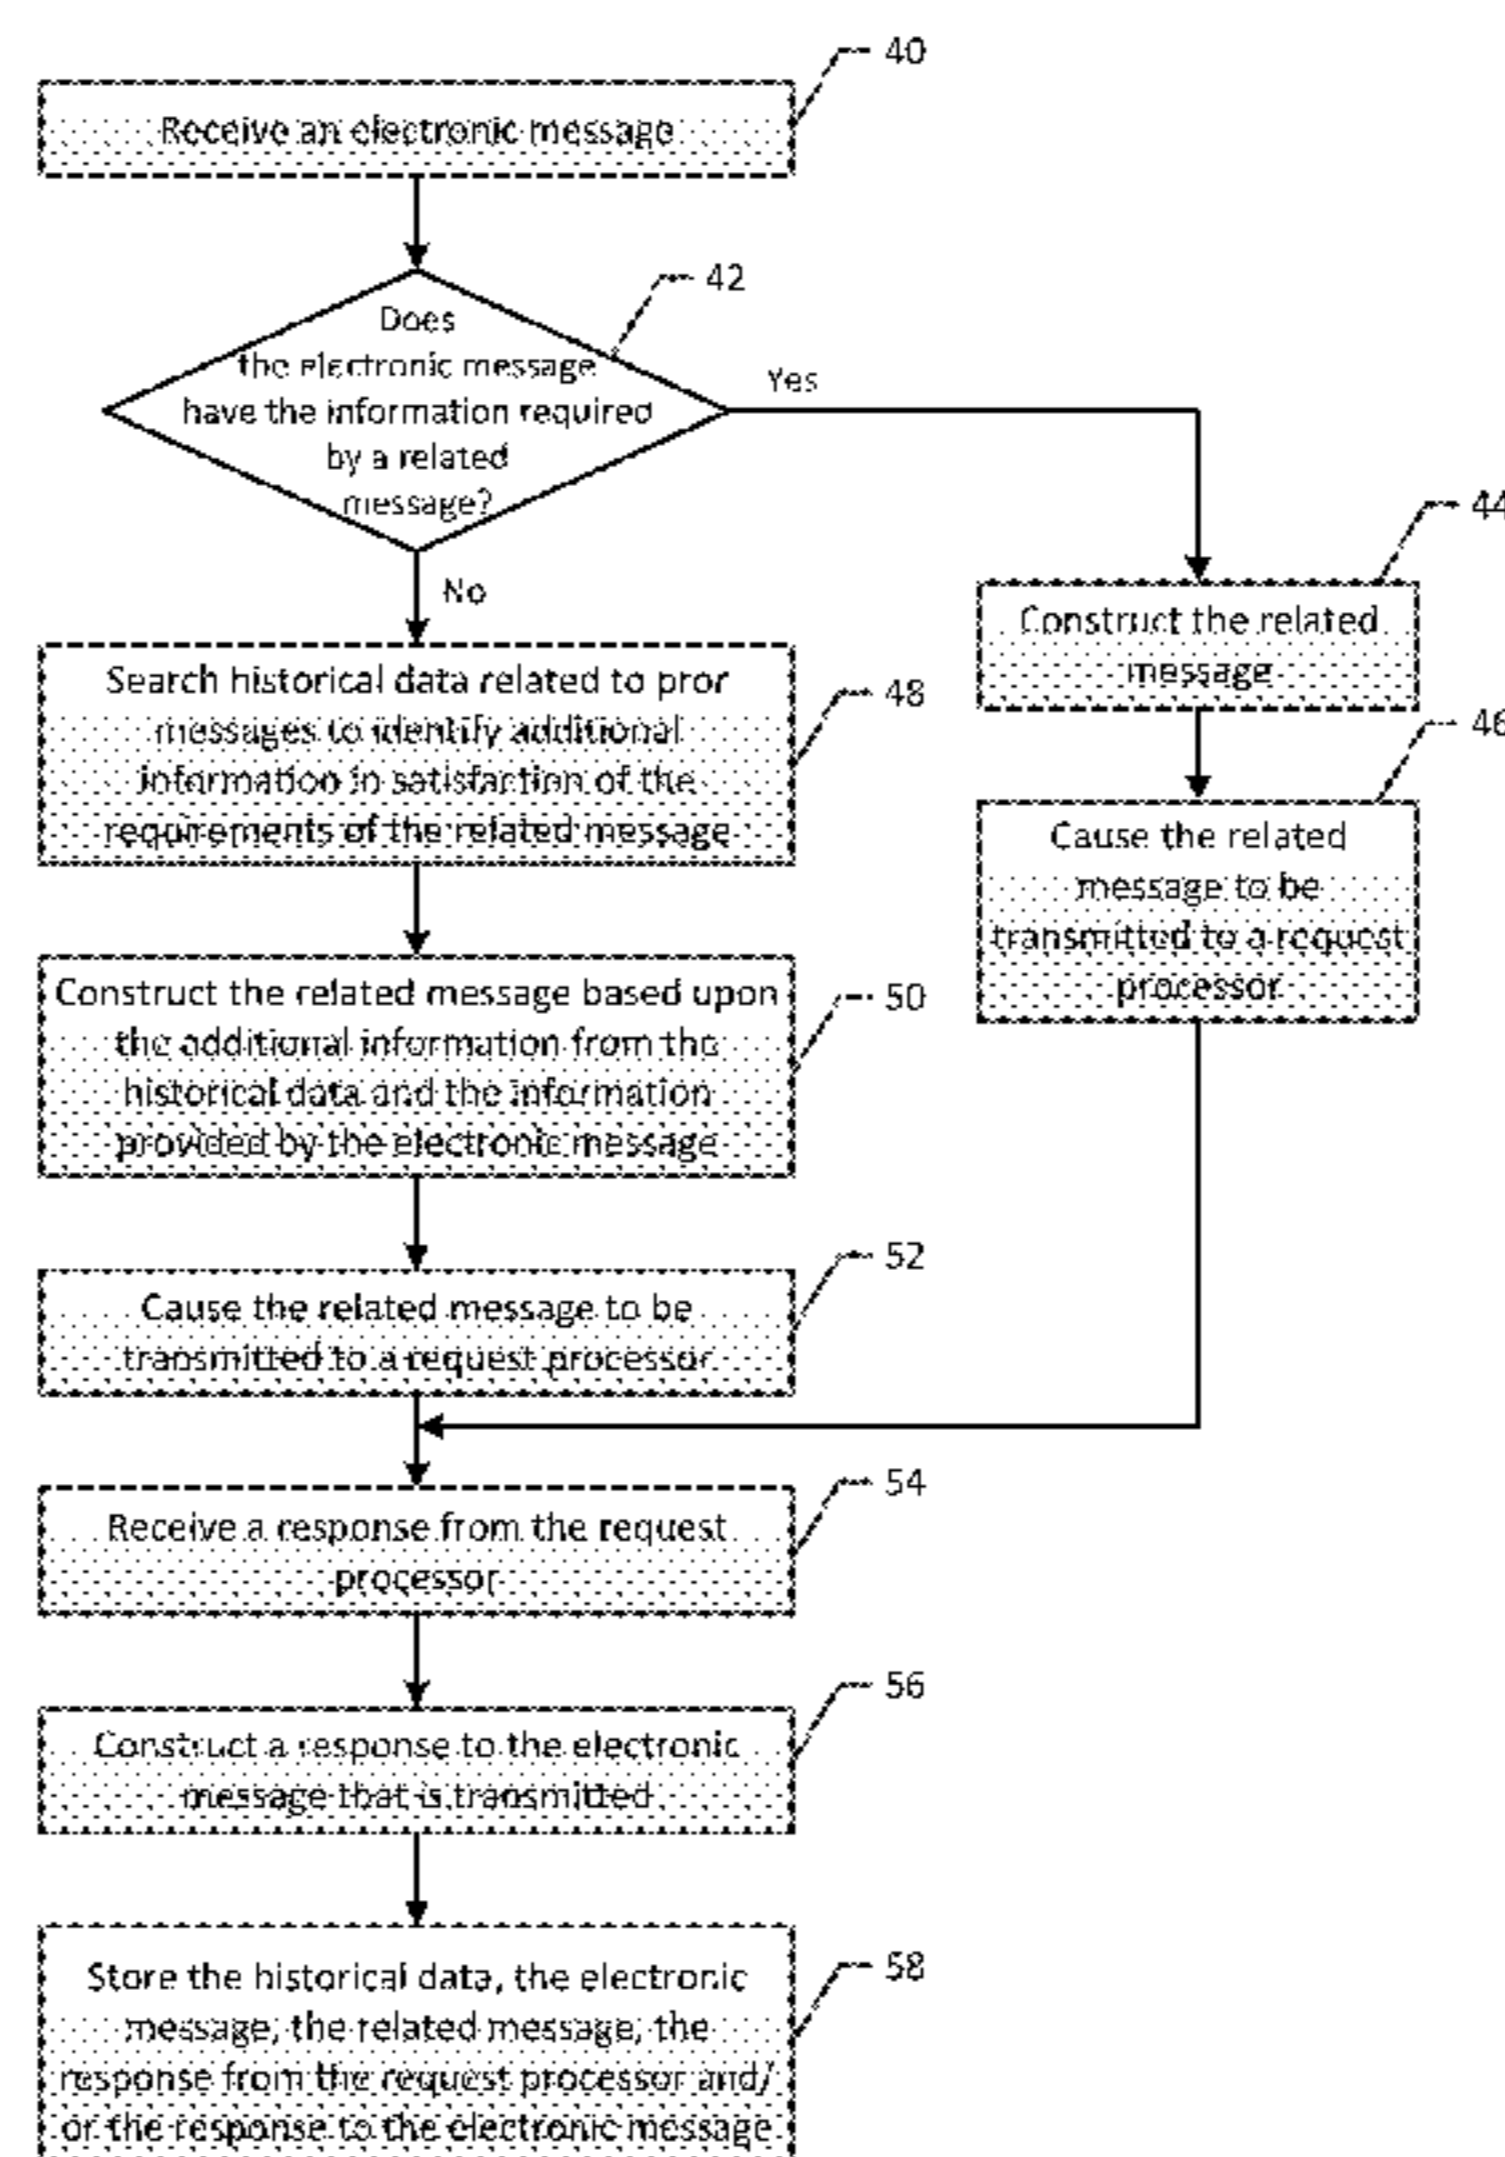 40
Receive an electronic message
42
Does
the electronic message
have the information required
by a related
message?
Yes
No
44
Construct the related
message
46
Cause the related
message to be
transmitted to a request
processor
Search historical data related to pror
messages to identify additional
information in satisfaction of the
requirements of the related message
48
Construct the related message based upon
the additional information from the
historical data and the information
provided by the electronic message
50
52
Cause the related message to be
transmitted to a request processor
54
Receive a response from the request
processor
56
Construct a response to the electronic
message that is transmitted
58
Store the historical data, the electronic
message, the related message, the
response from the request processor and/
or the response to the electronic message